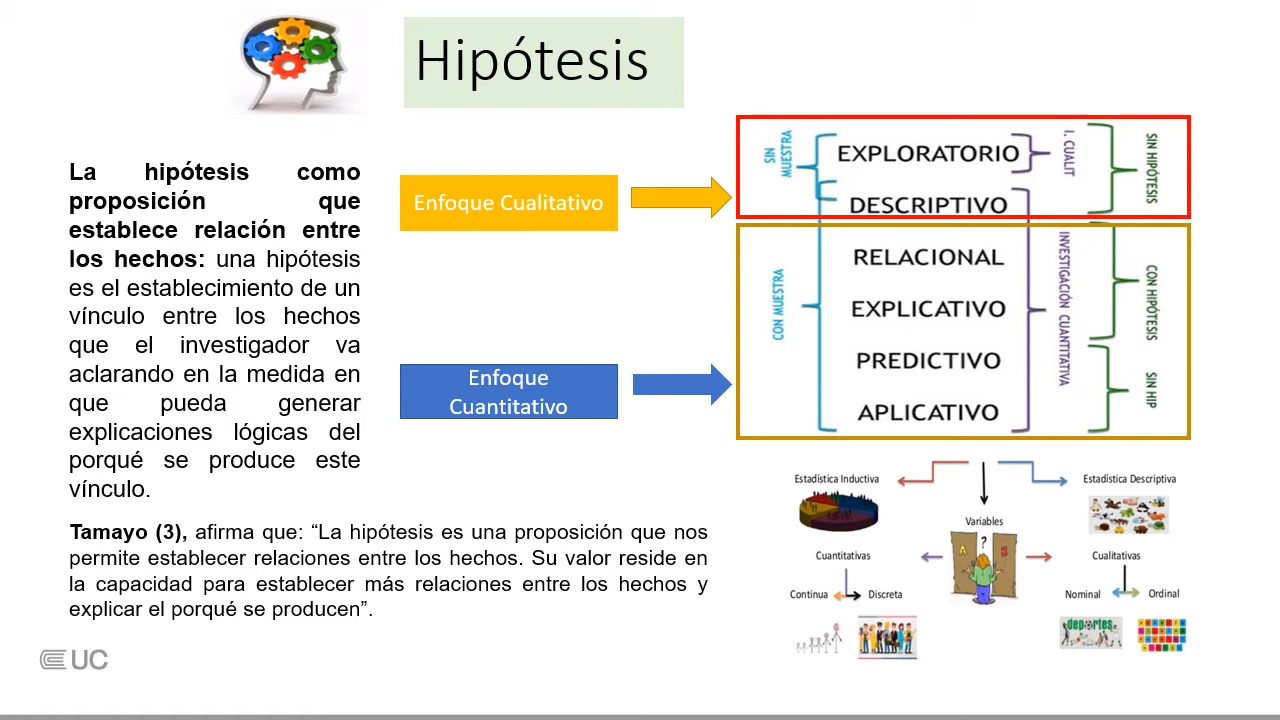 Hipótesis
La hipótesis como
proposición que
establece relación entre
los hechos: una hipótesis
es el establecimiento de un
vínculo entre los hechos
que el investigador va
aclarando en la medida en
que pueda generar
explicaciones lógicas del
porqué se produce este
vínculo.
Tamayo (3), afirma que: “La hipótesis es una proposición que nos
permite establecer relaciones entre los hechos. Su valor reside en
la capacidad para establecer más relaciones entre los hechos y
explicar el porqué se producen”.
Enfoque Cualitativo
Enfoque
Cuantitativo
SIN
MUESTRA
CON MUESTRA
EXPLORATORIO
DESCRIPTIVO
RELACIONAL
EXPLICATIVO
PREDICTIVO
APLICATIVO
I. CUALIT
INVESTIGACIÓN CUANTITATIVA
SIN HIPÓTESIS
CON HIPÓTESIS
SIN HIP
Estadística Inductiva
Estadística Descriptiva
Variables
A
?
B
Cuantitativas
Cualitativas
Continua
Discreta
Nominal
Ordinal
deportes
UC